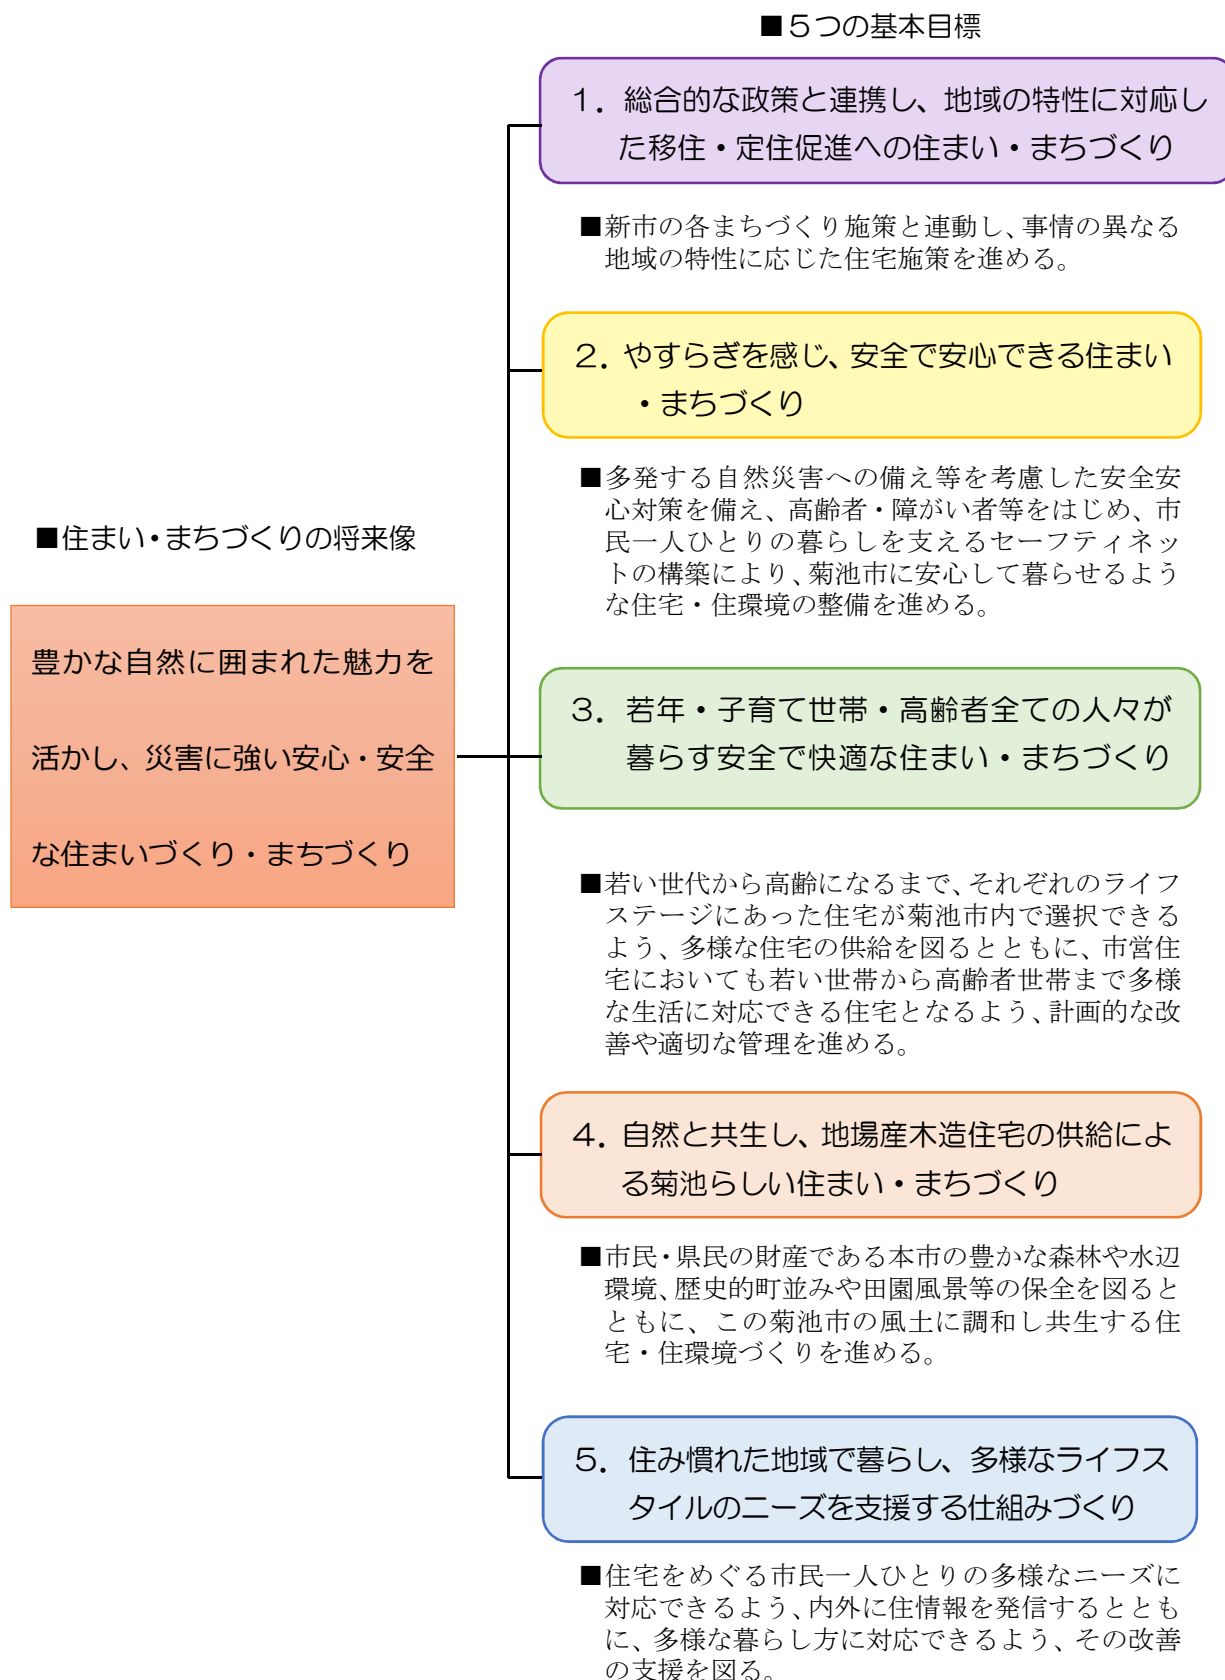 ■５つの基本目標
１．総合的な政策と連携し、地域の特性に対応し
た移住・定住促進への住まい・まちづくり
■新市の各まちづくり施策と連動し、事情の異なる
地域の特性に応じた住宅施策を進める。
２．やすらぎを感じ、安全で安心できる住まい
・まちづくり
■多発する自然災害への備え等を考慮した安全安
心対策を備え、高齢者・障がい者等をはじめ、市
民一人ひとりの暮らしを支えるセーフティネッ
トの構築により、菊池市に安心して暮らせるよう
な住宅・住環境の整備を進める。
■住まい・まちづくりの将来像
豊かな自然に囲まれた魅力を
活かし、災害に強い安心・安全
な住まいづくり・まちづくり
３．若年・子育て世帯・高齢者全ての人々が
暮らす安全で快適な住まい・まちづくり
■若い世代から高齢になるまで、それぞれのライフ
ステージにあった住宅が菊池市内で選択できる
よう、多様な住宅の供給を図るとともに、市営住
宅においても若い世帯から高齢者世帯まで多様
な生活に対応できる住宅となるよう、計画的な改
善や適切な管理を進める。
４．自然と共生し、地場産木造住宅の供給によ
る菊池らしい住まい・まちづくり
■市民・県民の財産である本市の豊かな森林や水辺
環境、歴史的町並みや田園風景等の保全を図ると
ともに、この菊池市の風土に調和し共生する住
宅・住環境づくりを進める。
５．住み慣れた地域で暮らし、多様なライフス
タイルのニーズを支援する仕組みづくり
■住宅をめぐる市民一人ひとりの多様なニーズに
対応できるよう、内外に住情報を発信するととも
に、多様な暮らし方に対応できるよう、その改善
の支援を図る。